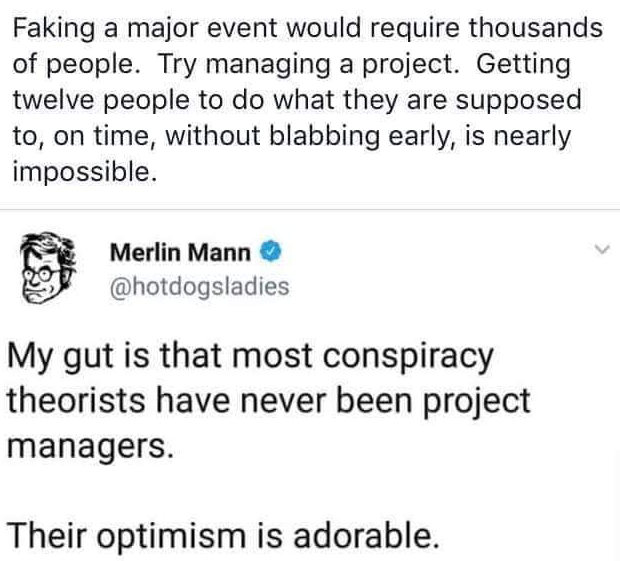 Faking a major event would require thousands
of people. Try managing a project. Getting
twelve people to do what they are supposed
to, on time, without blabbing early, is nearly
impossible.
Merlin Mann
@hotdogsladies
My gut is that most conspiracy
theorists have never been project
managers.
Their optimism is adorable.